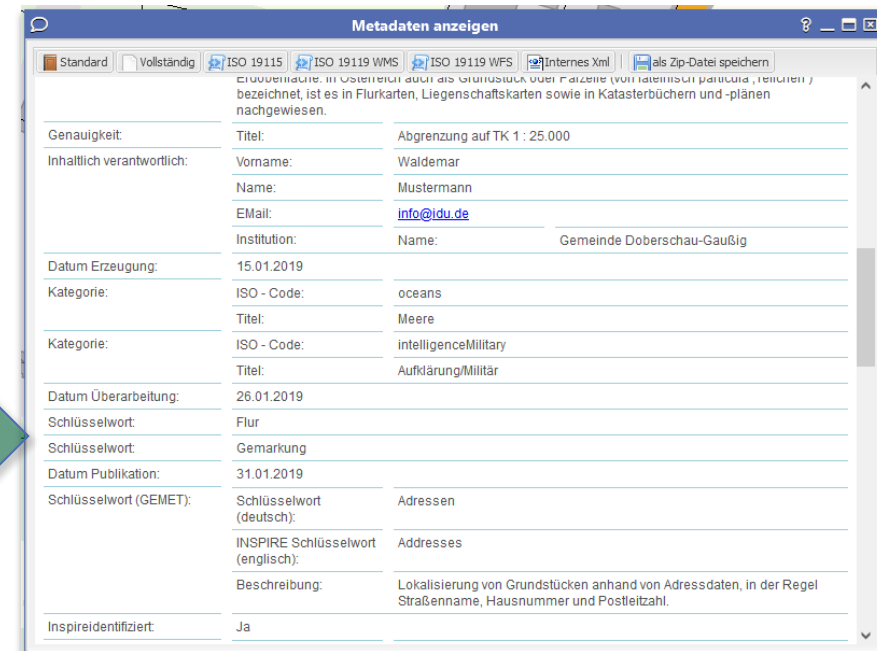 Metadaten anzeigen
?
Standard Vollständig ISO 19115 ISO 19119 WMS ISO 19119 WFS Internes Xml als Zip-Datei speichern
bezeichnet, ist es in Flurkarten, Liegenschaftskarten sowie in Katasterbüchern und -plänen
nachgewiesen.
Genauigkeit: Titel: Abgrenzung auf TK 1 : 25.000
Inhaltlich verantwortlich: Vorname: Waldemar
Name: Mustermann
EMail: info@idu.de
Institution: Name: Gemeinde Doberschau-Gaußig
Datum Erzeugung: 15.01.2019
Kategorie: ISO - Code: oceans
Titel: Meere
Kategorie: ISO - Code: intelligenceMilitary
Titel: Aufklärung/Militär
Datum Überarbeitung: 26.01.2019
Schlüsselwort: Flur
Schlüsselwort: Gemarkung
Datum Publikation: 31.01.2019
Schlüsselwort (GEMET): Schlüsselwort Adressen
(deutsch):
INSPIRE Schlüsselwort Addresses
(englisch):
Beschreibung: Lokalisierung von Grundstücken anhand von Adressdaten, in der Regel
Straßenname, Hausnummer und Postleitzahl.
Inspireidentifiziert: Ja